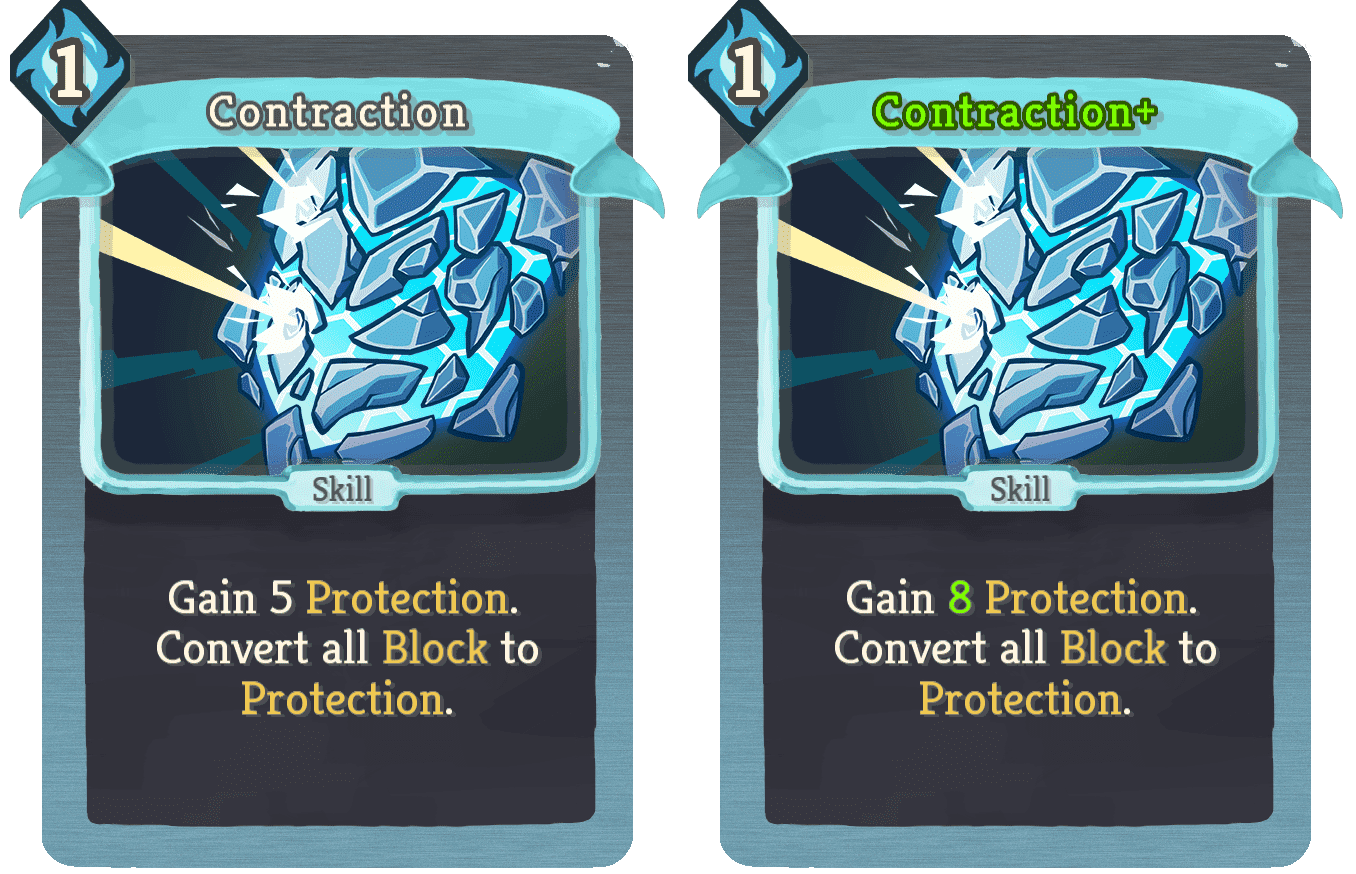 1
Contraction
Skill
Gain 5 Protection.
Convert all Block to
Protection.
1
Contraction+
Skill
Gain 8 Protection.
Convert all Block to
Protection.